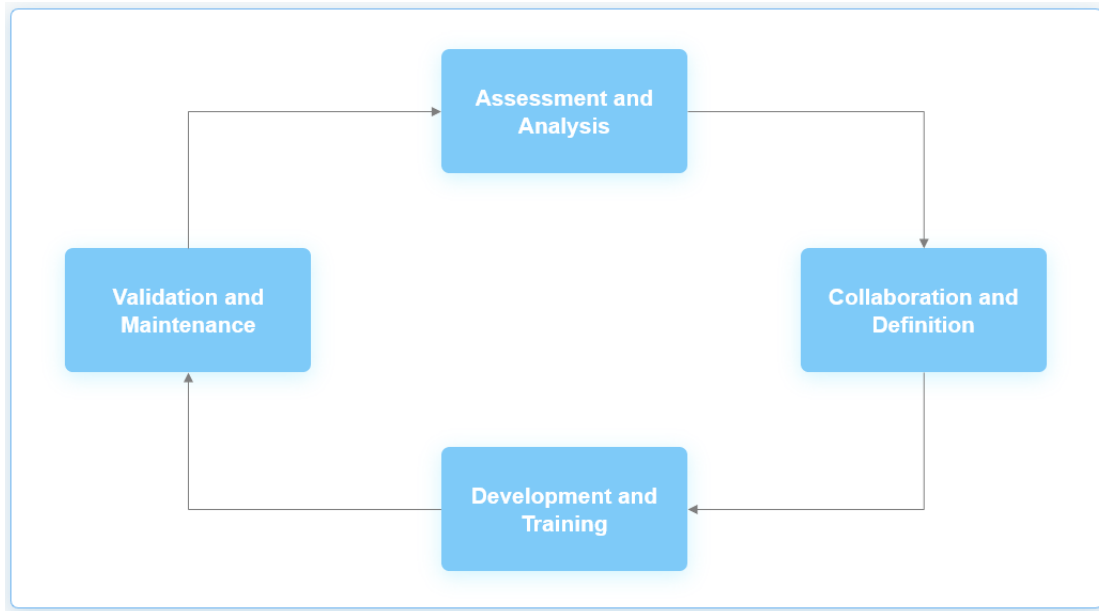 Assessment and
Analysis
Validation and
Maintenance
Collaboration and
Definition
Development and
Training